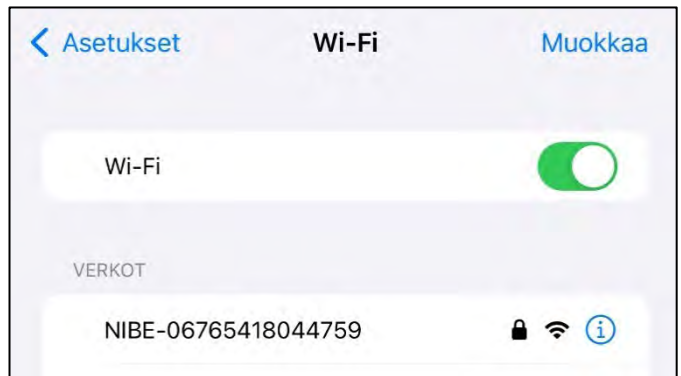 Asetukset Wi-Fi Muokkaa
Wi-Fi
VERKOT
NIBE-06765418044759